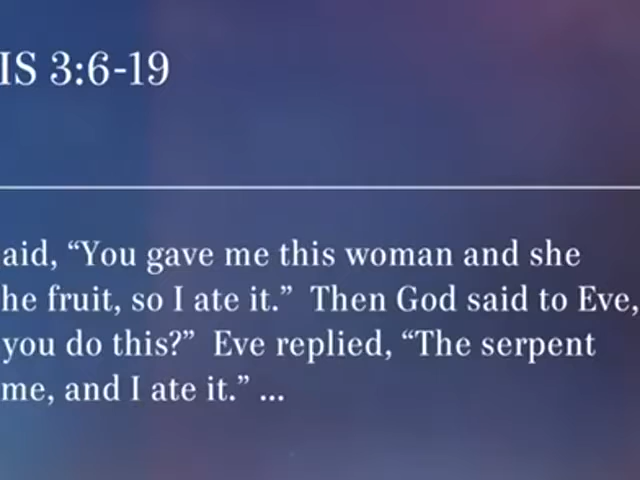 IS 3:6-19
aid, “You gave me this woman and she
he fruit, so I ate it.” Then God said to Eve,
you do this?” Eve replied, “The serpent
me, and I ate it.” ...